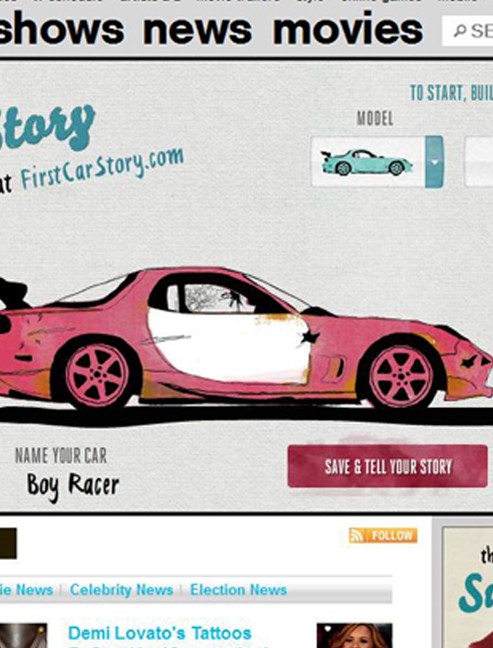 shows news movies
SE
TO START, BUIL
Story
MODEL
at FirstCarStory.com
NAME YOUR CAR
Boy Racer
SAVE & TELL YOUR STORY
FOLLOW
ie News | Celebrity News | Election News
th
Sa
Demi Lovato's Tattoos